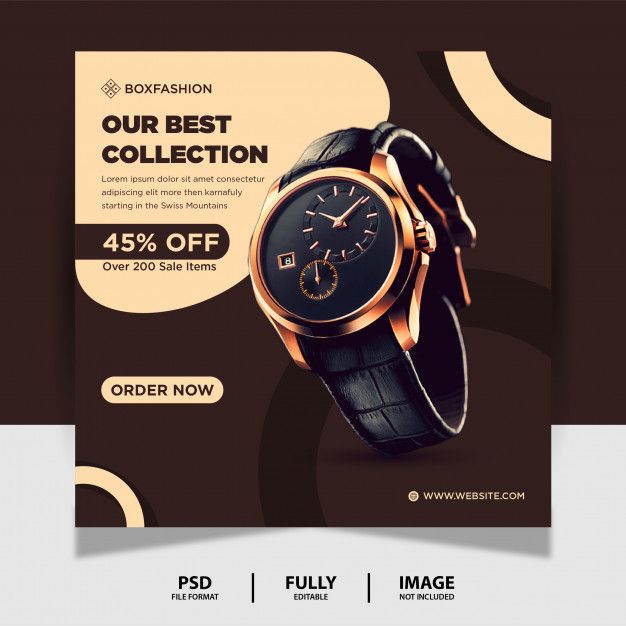 BOXFASHION
OUR BEST
COLLECTION
Lorem ipsum dolor sit amet, consectetur
adipiscing elit then karnafuly
starting in the Swiss Mountains
45% OFF
Over 200 Sale Items
8
ORDER NOW
WWW.WEBSITE.COM
PSD
FILE FORMAT
FULLY
EDITABLE
IMAGE
NOT INCLUDED